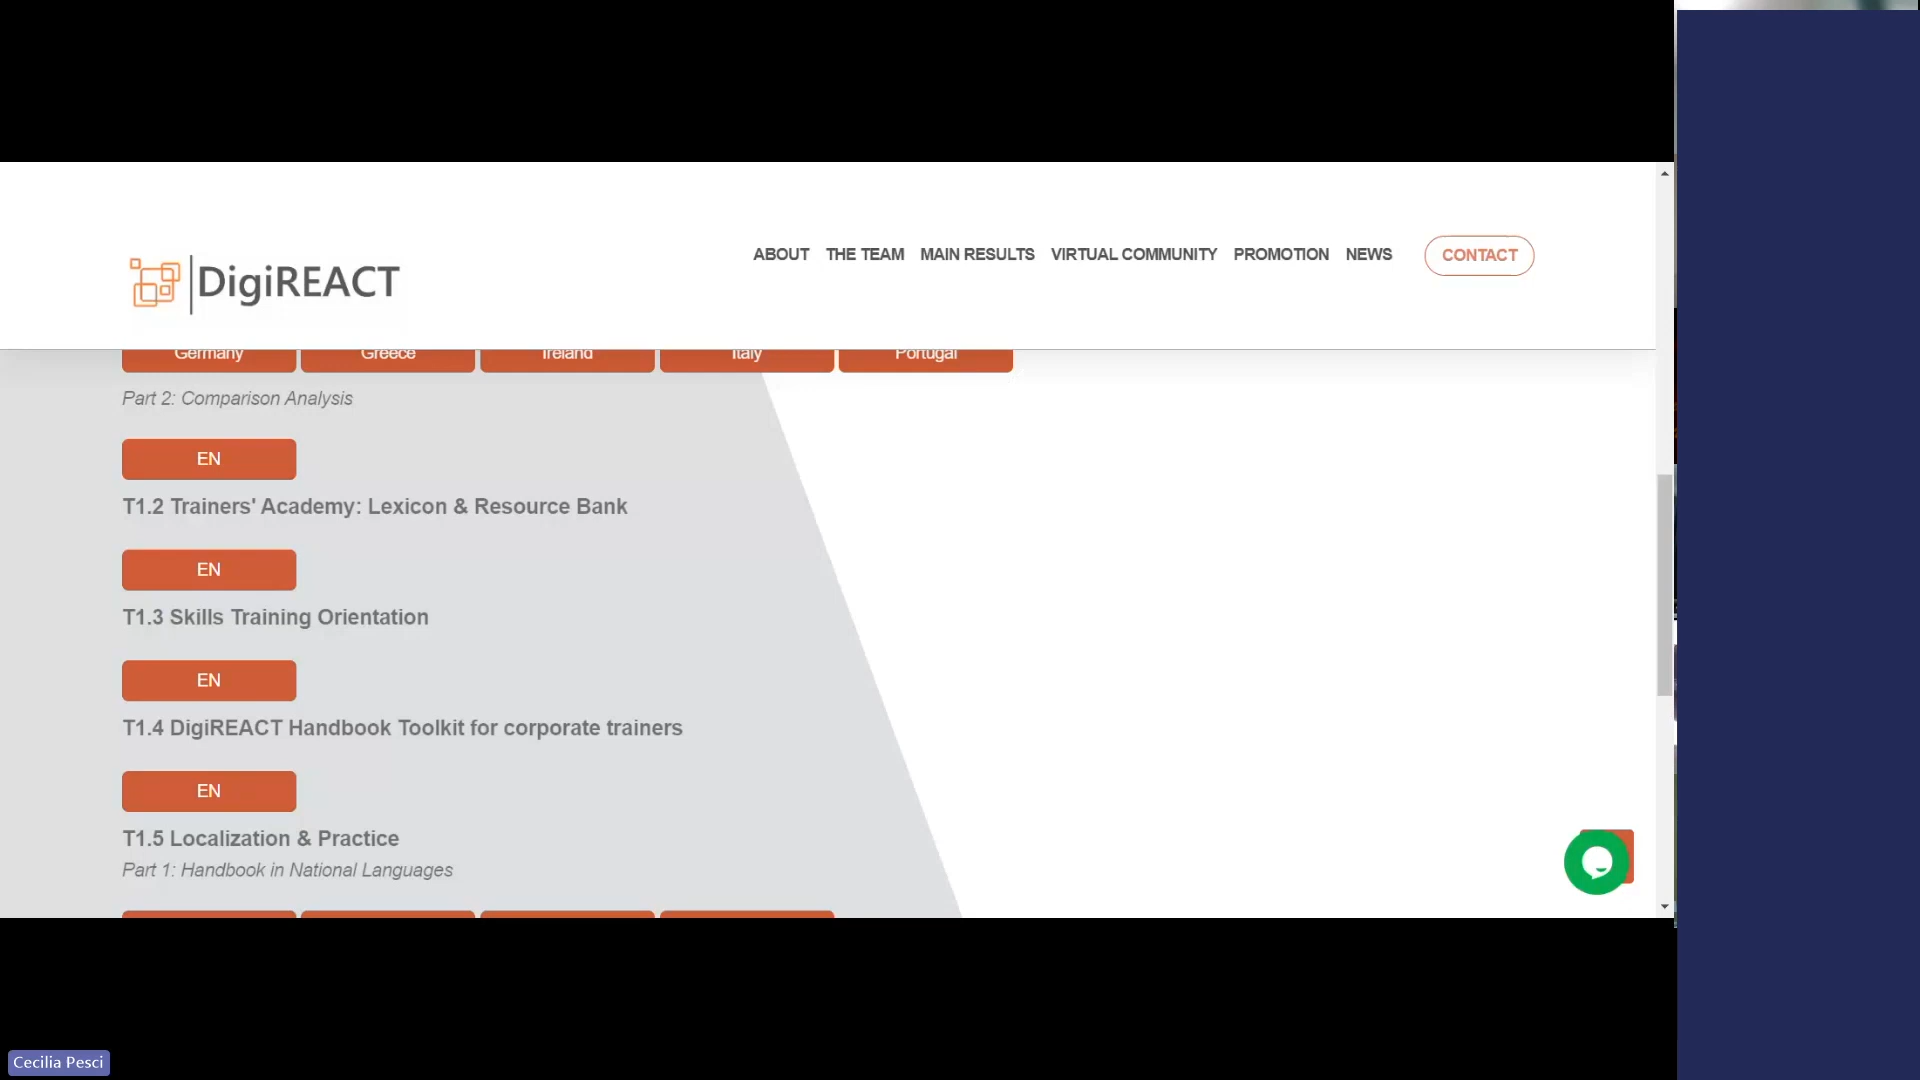 ABOUT THE TEAM MAIN RESULTS VIRTUAL COMMUNITY PROMOTION NEWS CONTACT
DigiREACT
Germany Greece Ireland Italy Portugal
Part 2: Comparison Analysis
EN
T1.2 Trainers' Academy: Lexicon & Resource Bank
EN
T1.3 Skills Training Orientation
EN
T1.4 DigiREACT Handbook Toolkit for corporate trainers
EN
T1.5 Localization & Practice
Part 1: Handbook in National Languages
Cecilia Pesci